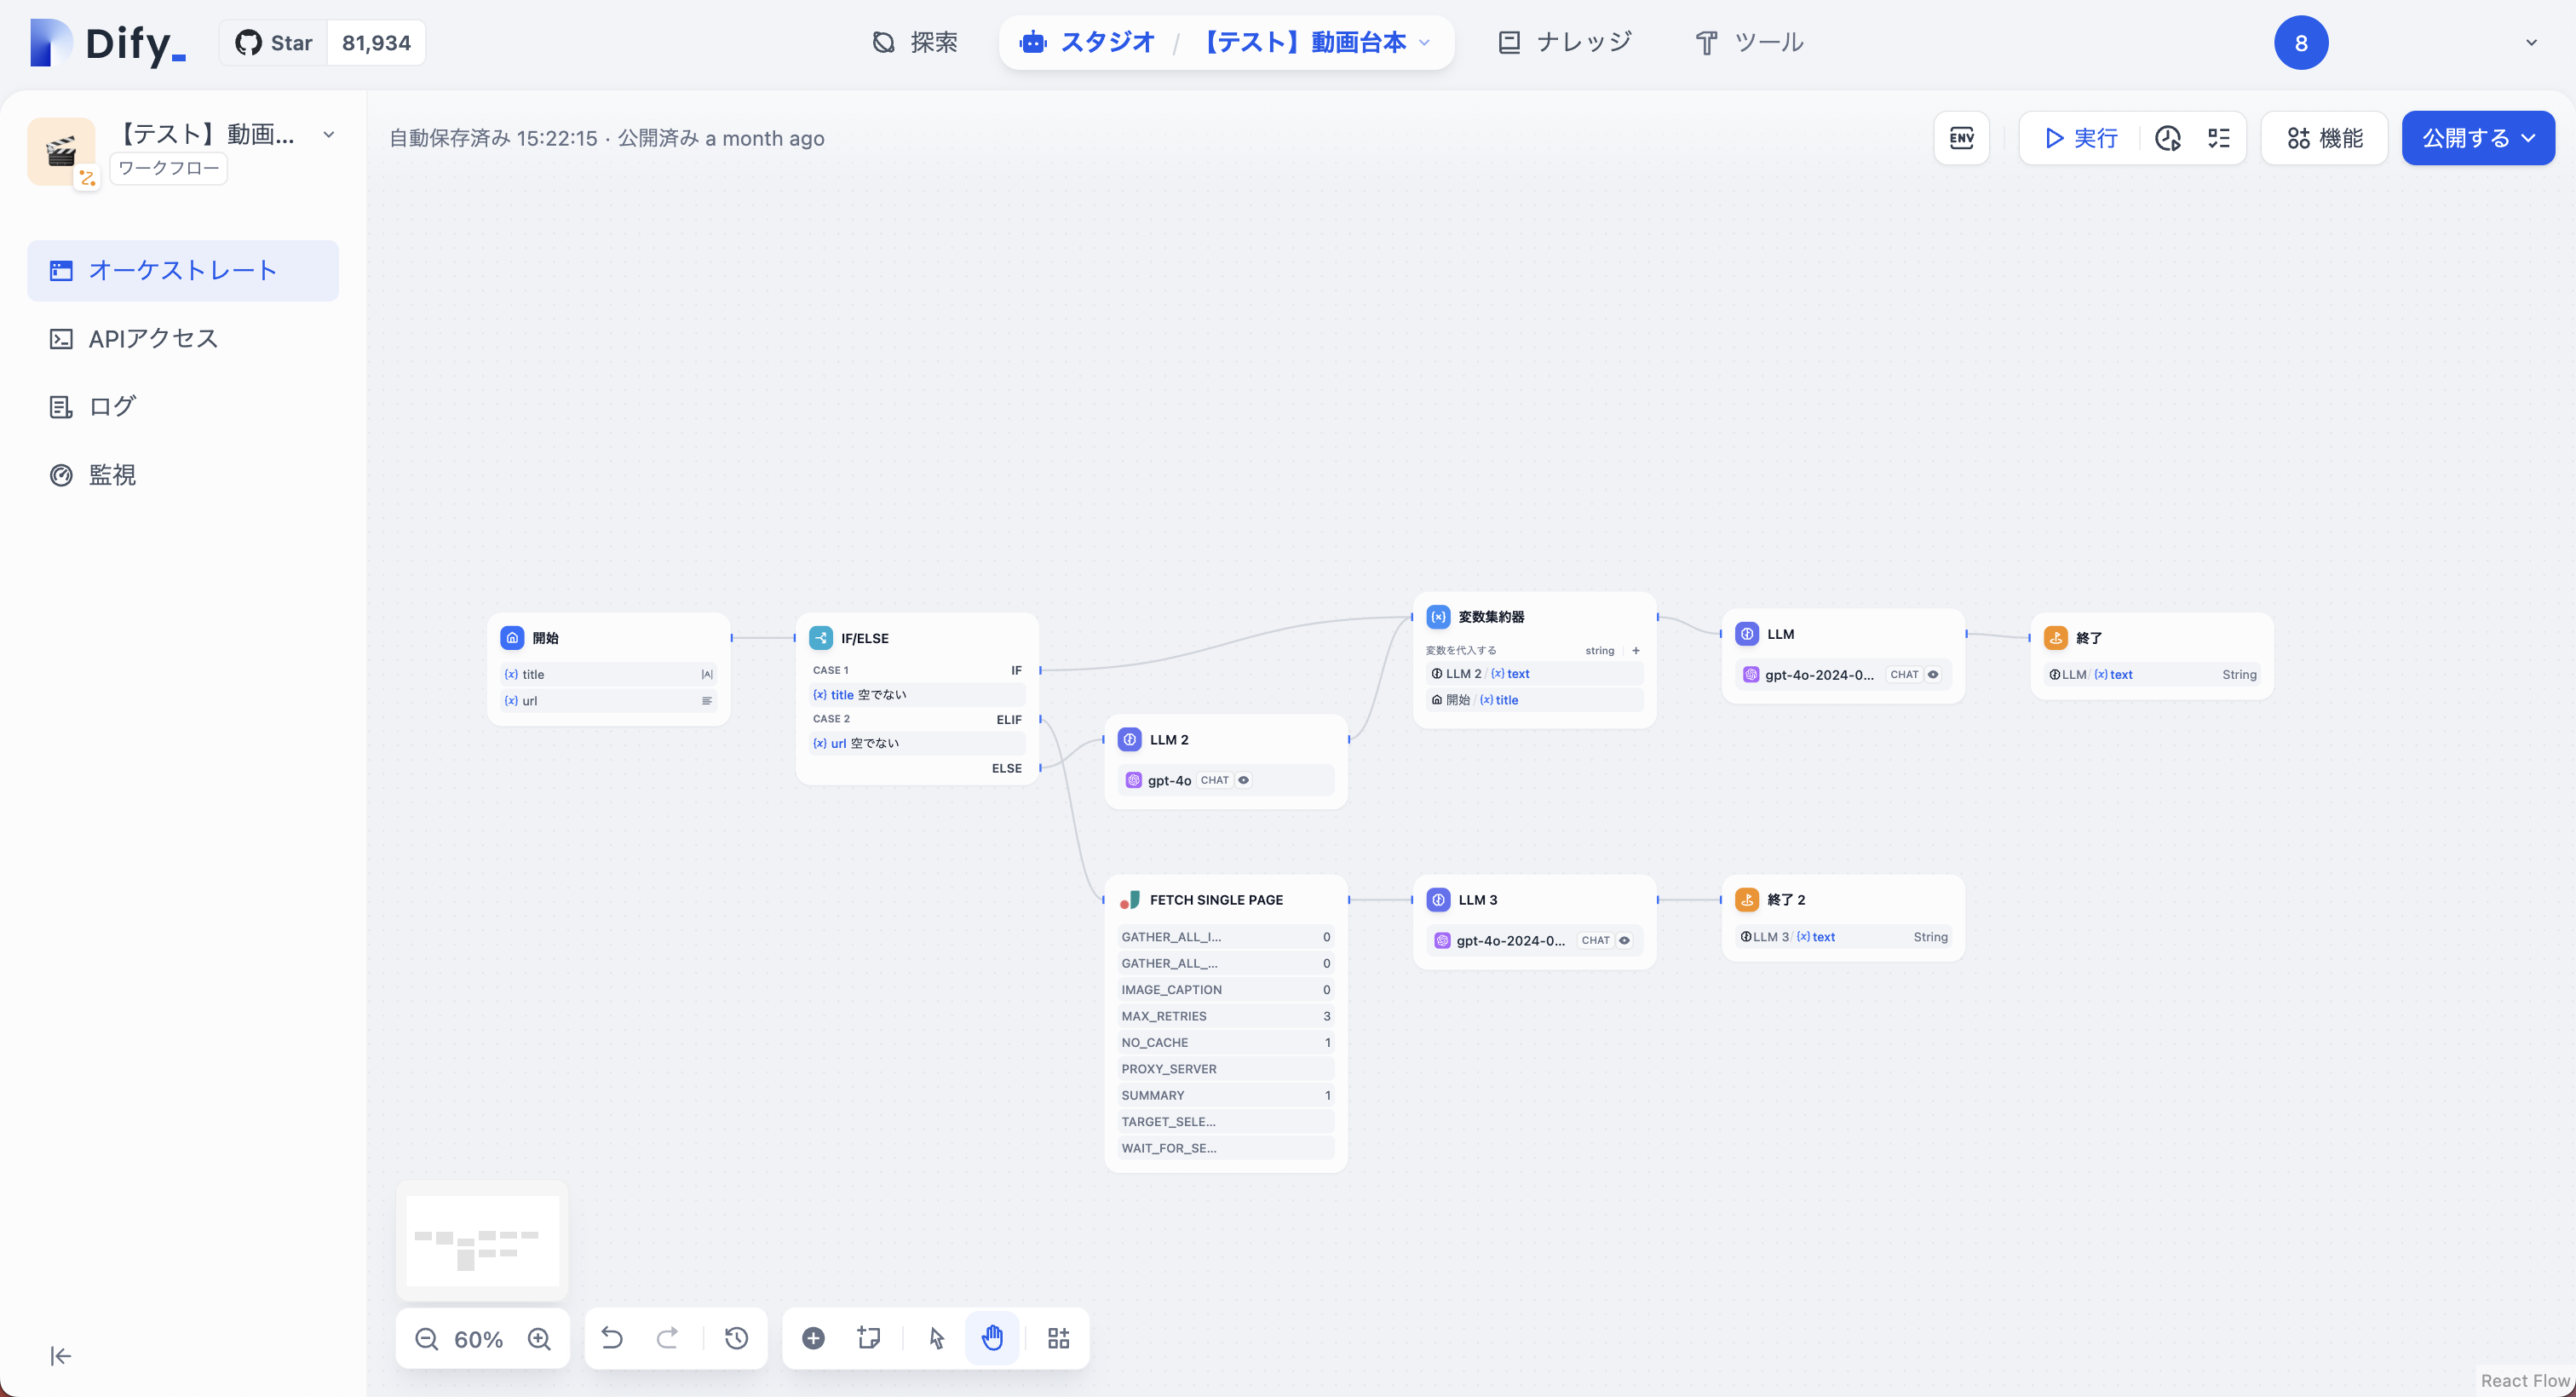 Dify_
Star 81,934
探索
スタジオ / 【テスト】動画台本
ナレッジ
ツール
8
【テスト】動画...
ワークフロー
オーケストレート
APIアクセス
ログ
監視
自動保存済み 15:22:15 · 公開済み a month ago
ENV
実行
機能
公開する
開始
{x} title
{x} url
IF/ELSE
CASE 1 IF
{x} title 空でない
CASE 2 ELIF
{x} url 空でない
ELSE
変数集約器
変数を代入する string +
LLM 2 / {x} text
開始 / {x} title
LLM
gpt-4o-2024-0... CHAT
終了
LLM / {x} text String
LLM 2
gpt-4o CHAT
FETCH SINGLE PAGE
GATHER_ALL_I... 0
GATHER_ALL_... 0
IMAGE_CAPTION 0
MAX_RETRIES 3
NO_CACHE 1
PROXY_SERVER
SUMMARY 1
TARGET_SELE...
WAIT_FOR_SE...
LLM 3
gpt-4o-2024-0... CHAT
終了 2
LLM 3 / {x} text String
60%
React Flow